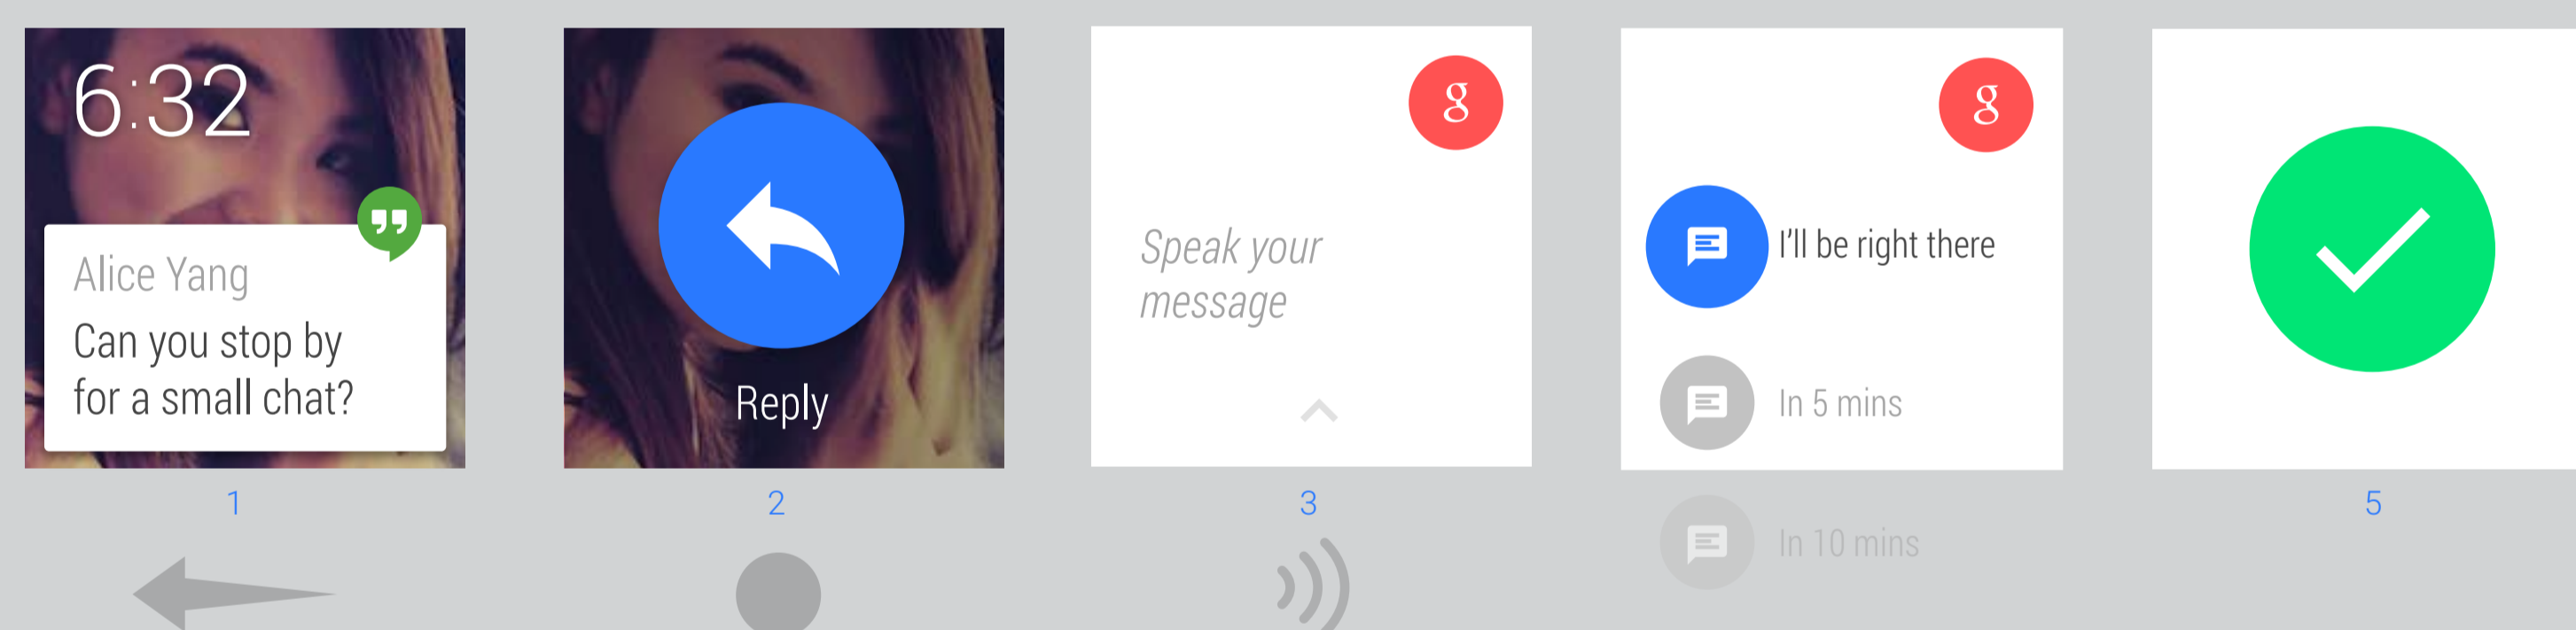 6:32
Alice Yang
Can you stop by
for a small chat?
1
Reply
2
g
Speak your
message
3
g
I'll be right there
In 5 mins
In 10 mins
5